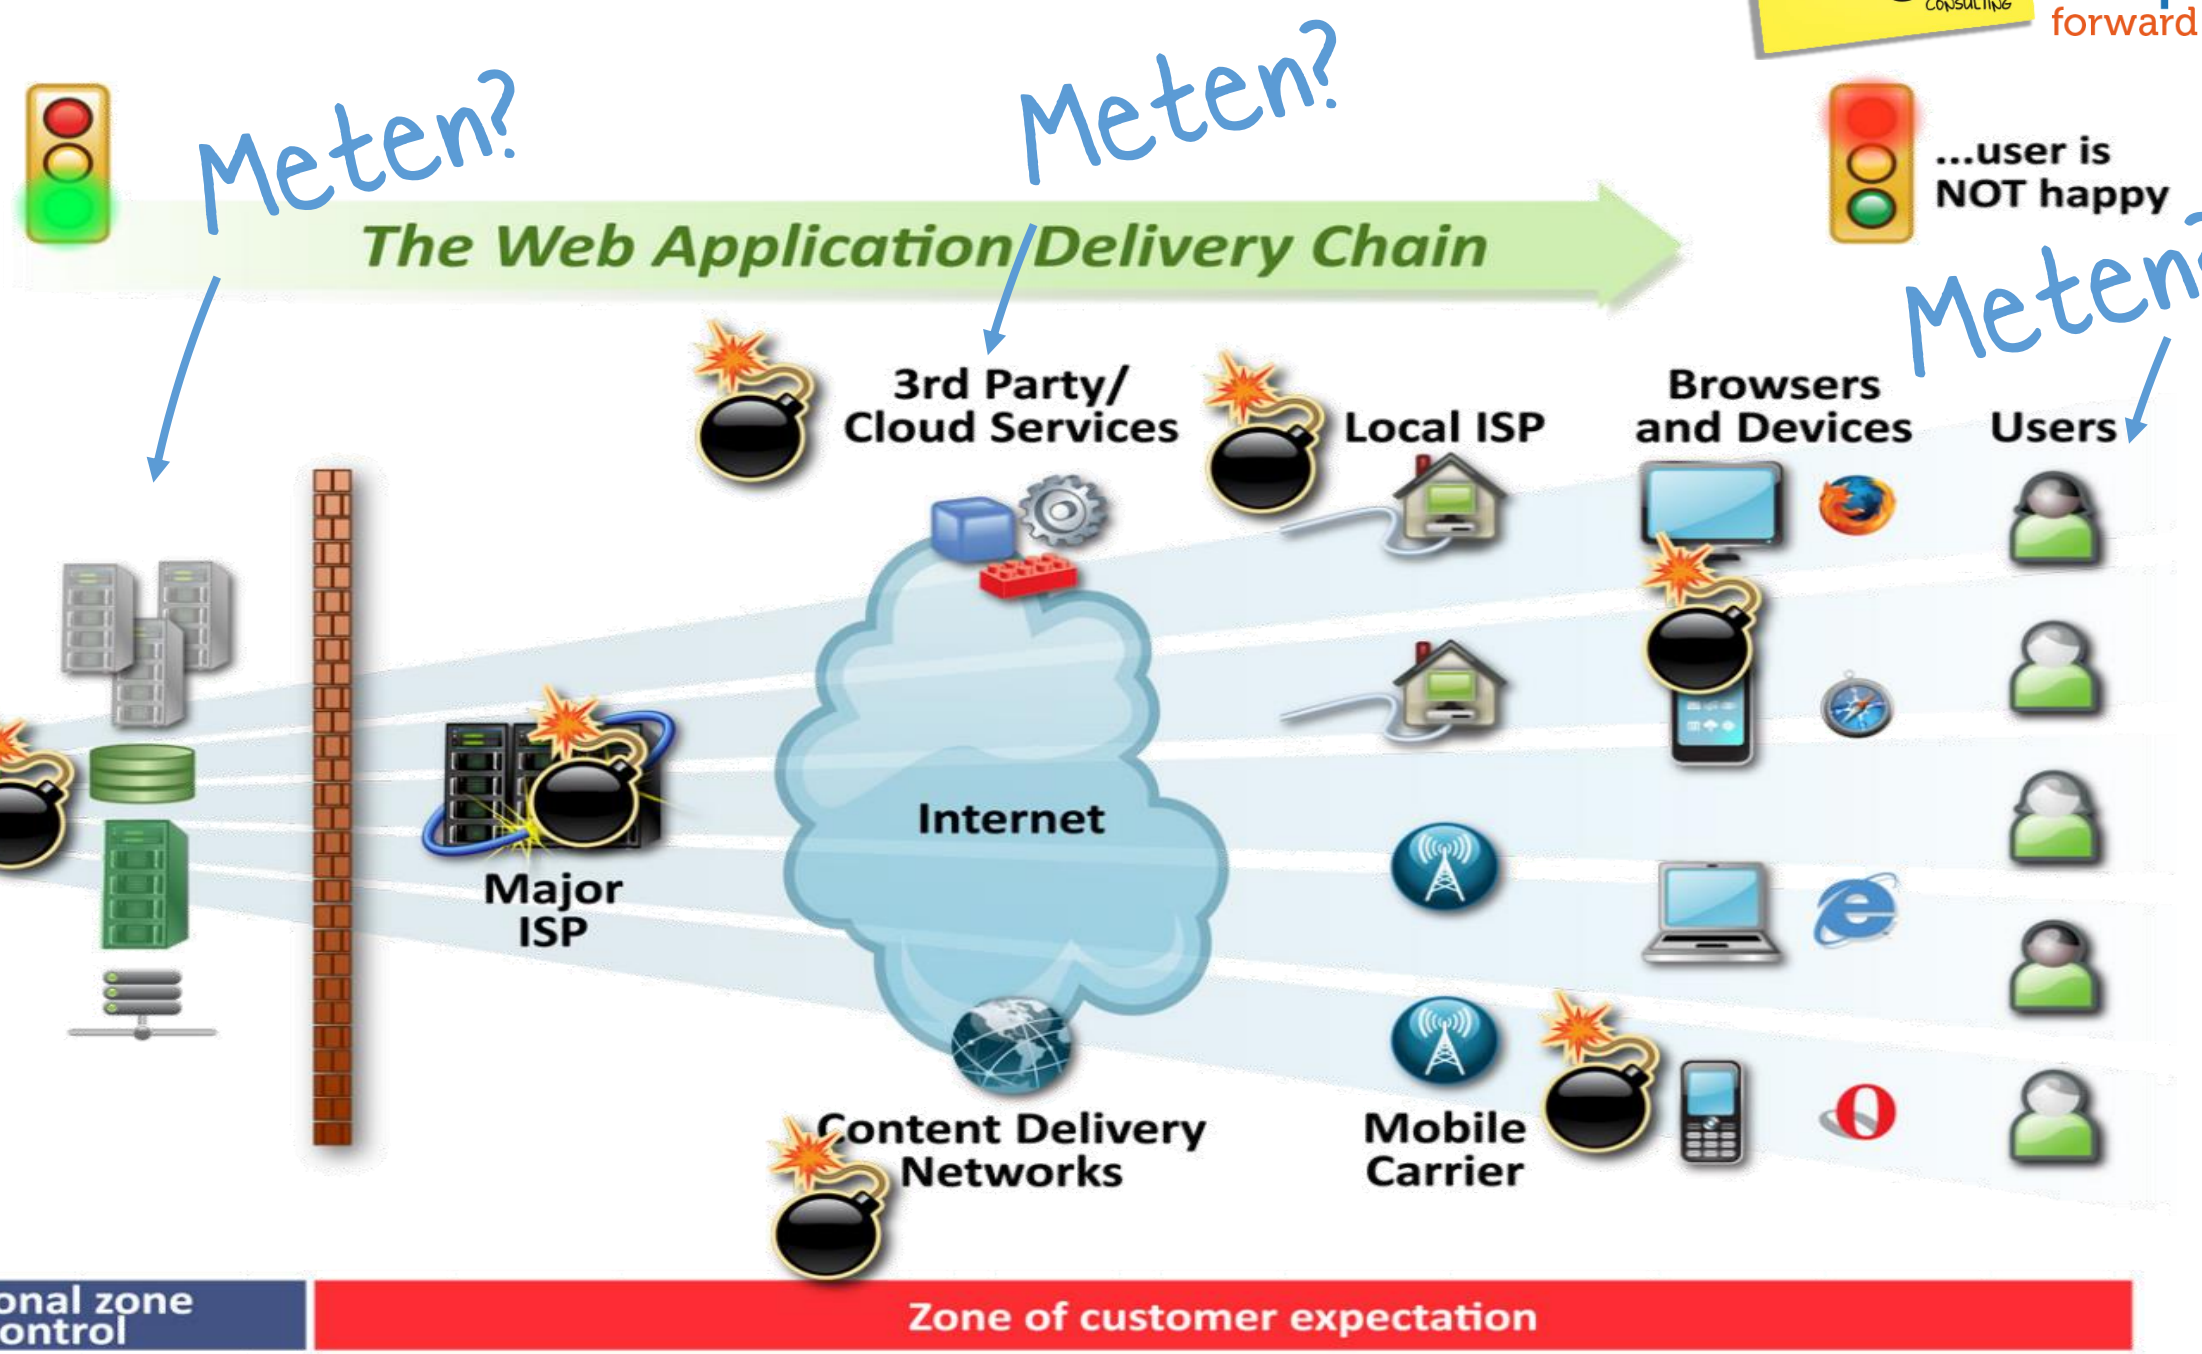 CONSULTING
forward
Meten?
Meten?
...user is
NOT happy
The Web Application Delivery Chain
Meten?
3rd Party/
Cloud Services
Local ISP
Browsers
and Devices
Users
Internet
Major
ISP
Content Delivery
Networks
Mobile
Carrier
onal zone
ontrol
Zone of customer expectation